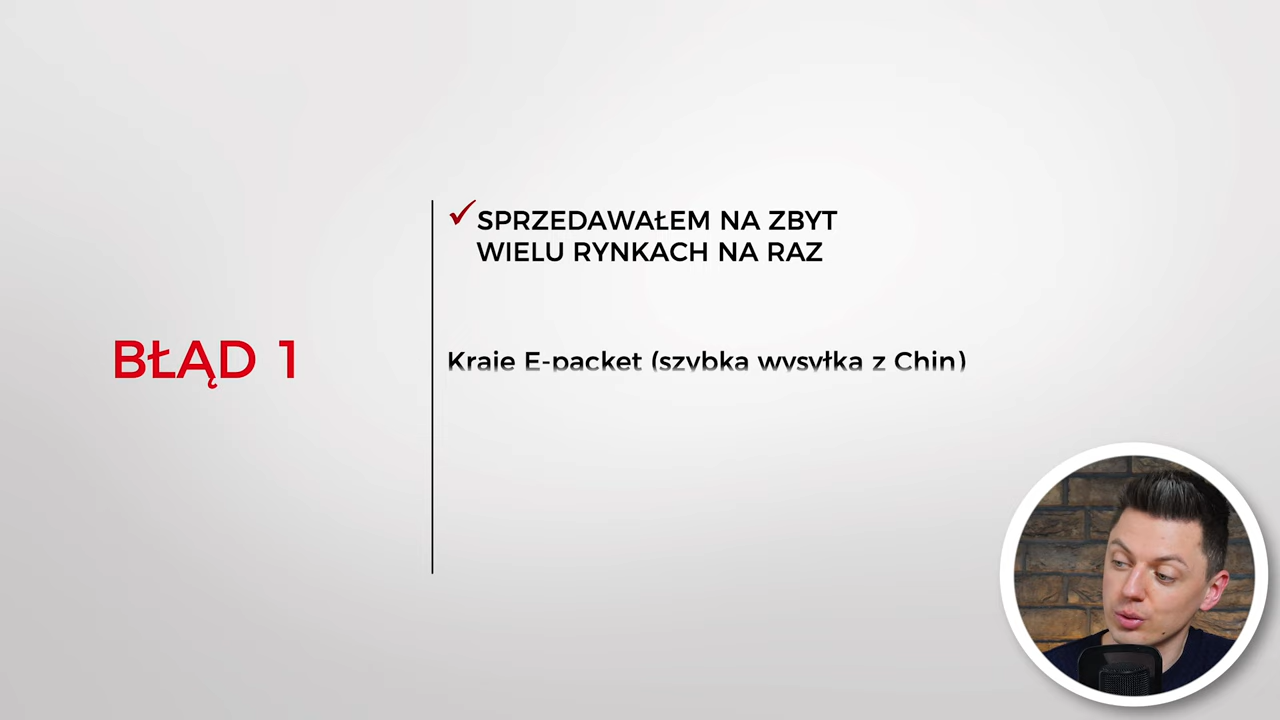 BŁĄD 1
SPRZEDAWAŁEM NA ZBYT
WIELU RYNKACH NA RAZ
Kraje E-packet (szybka wysyłka z Chin)